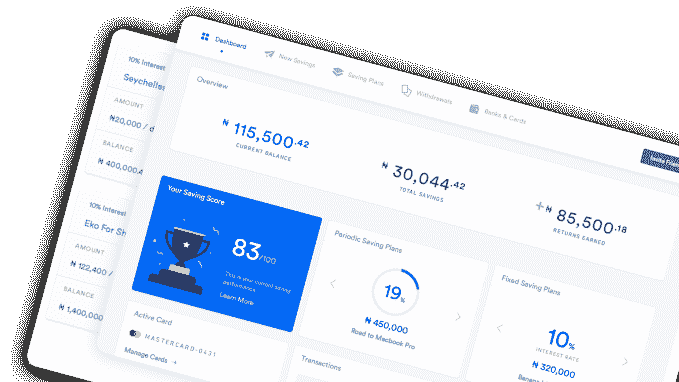 Dashboard
New Savings
Saving Plans
Withdrawals
Banks & Cards
Overview
₦ 115,500.42
CURRENT BALANCE
₦ 30,044.42
TOTAL SAVINGS
+₦ 85,500.18
RETURNS EARNED
Your Saving Score
83/100
This is your current saving
performance.
Learn More
Periodic Saving Plans
19%
₦ 450,000
Road to Macbook Pro
Fixed Saving Plans
10%
INTEREST RATE
₦ 320,000
Active Card
MASTERCARD-0431
Manage Cards →
Transactions
10% Interest
Seychelles
AMOUNT
₦20,000 / d
BALANCE
₦ 400,000.4
10% Interest
Eko For Sh
AMOUNT
₦ 122,400 /
BALANCE
₦ 1,400,000